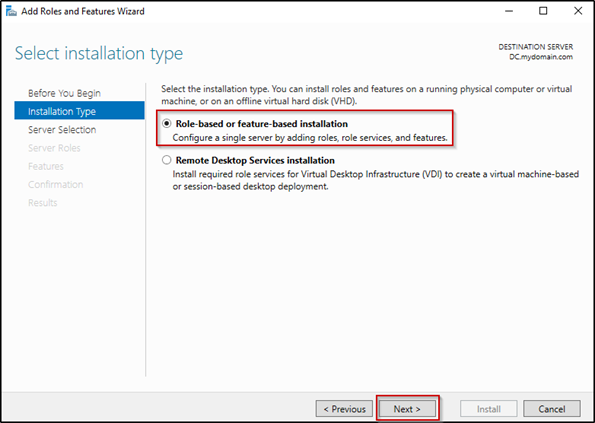 Add Roles and Features Wizard
Select installation type
DESTINATION SERVER
DC.mydomain.com
Before You Begin
Installation Type
Server Selection
Server Roles
Features
Confirmation
Results
Select the installation type. You can install roles and features on a running physical computer or virtual
machine, or on an offline virtual hard disk (VHD).
Role-based or feature-based installation
Configure a single server by adding roles, role services, and features.
Remote Desktop Services installation
Install required role services for Virtual Desktop Infrastructure (VDI) to create a virtual machine-based
or session-based desktop deployment.
< Previous
Next >
Install
Cancel